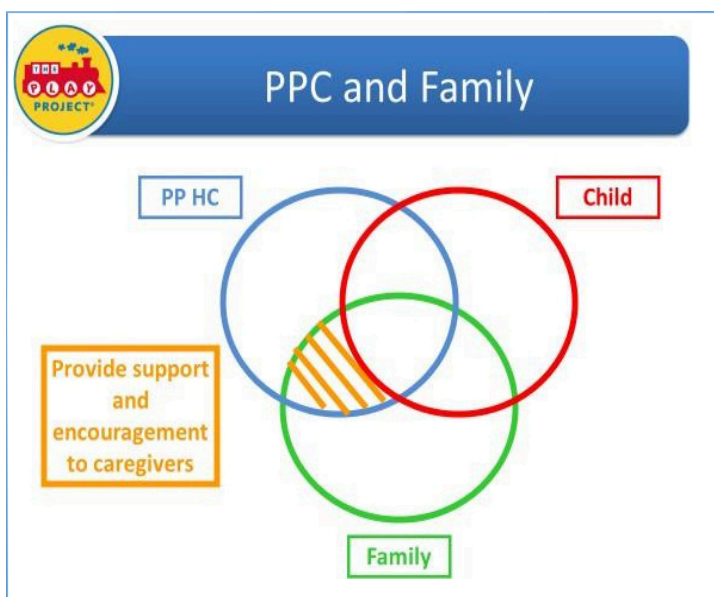 THE
PLAY
PROJECT®
PPC and Family
PP HC
Child
Provide support
and
encouragement
to caregivers
Family